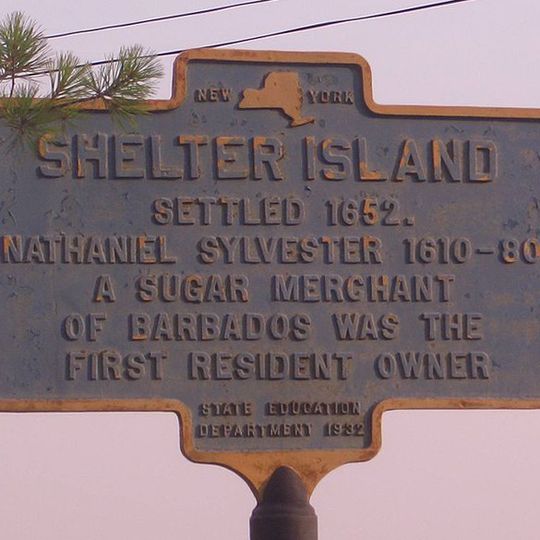 NEW YORK
SHELTER ISLAND
SETTLED 1652.
NATHANIEL SYLVESTER 1610-80
A SUGAR MERCHANT
OF BARBADOS WAS THE
FIRST RESIDENT OWNER
STATE EDUCATION
DEPARTMENT 1932